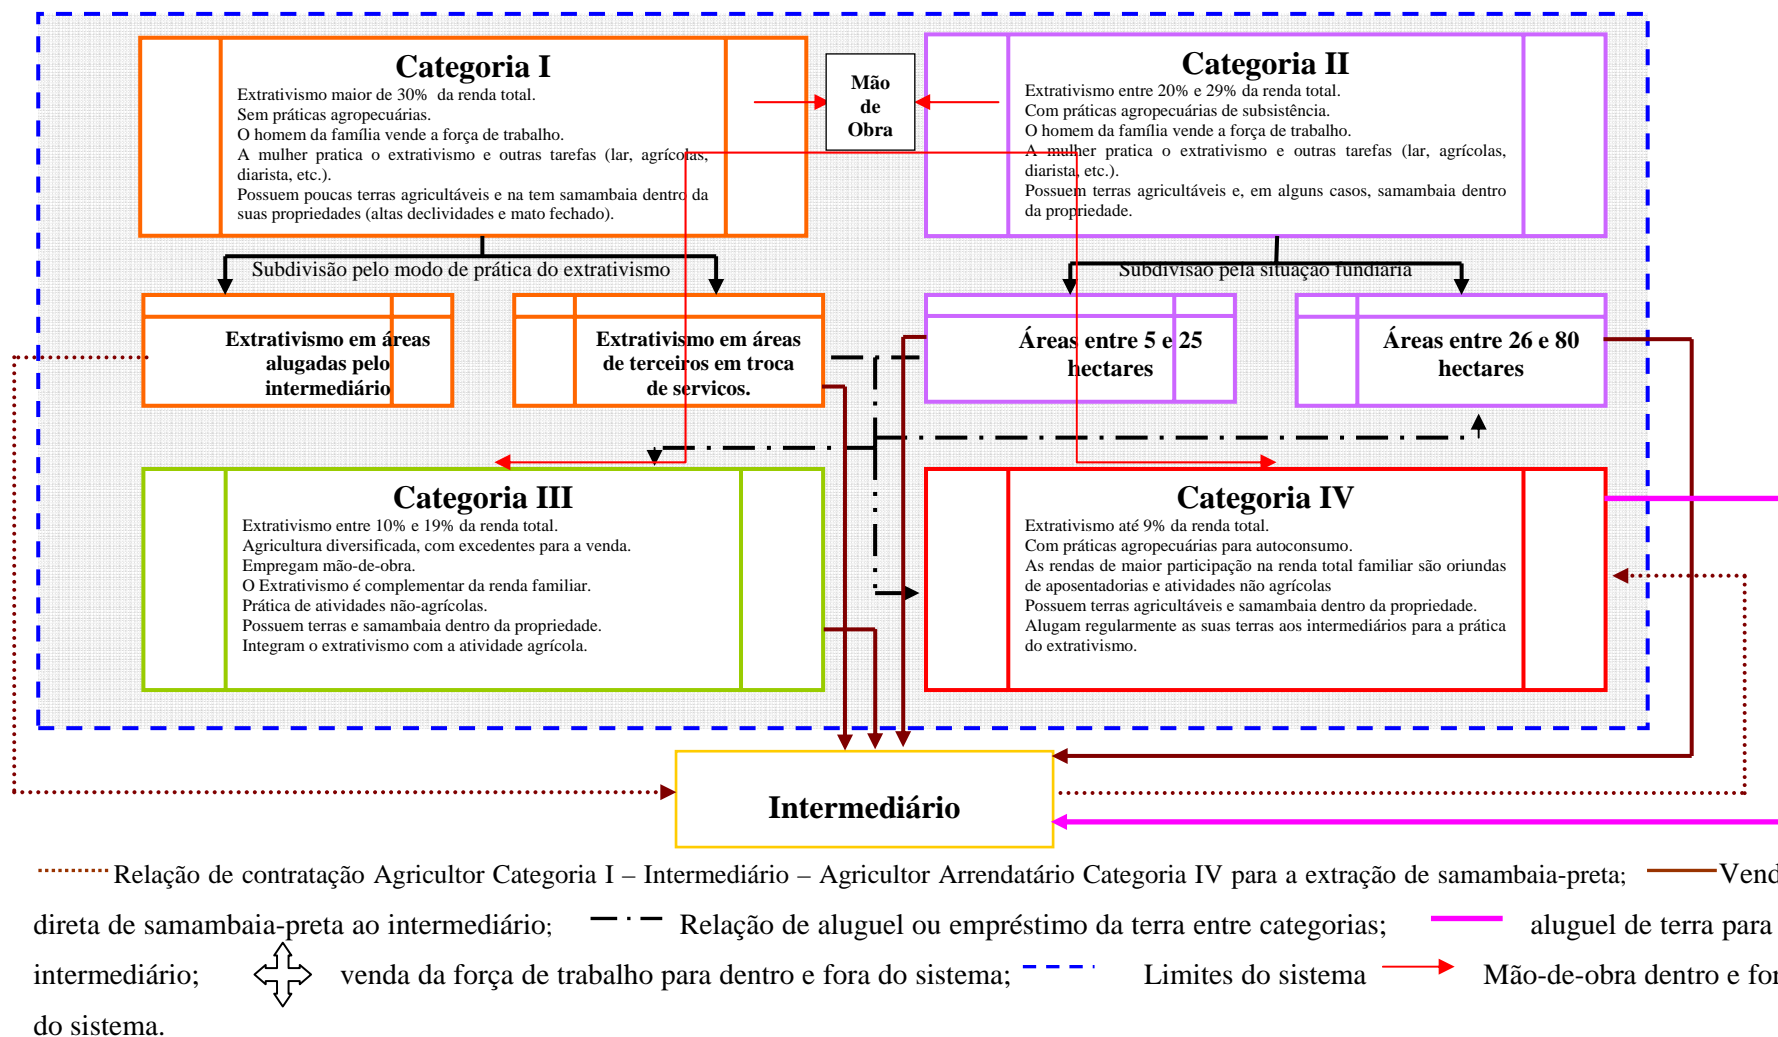 Categoria I
Extrativismo maior de 30% da renda total.
Sem práticas agropecuárias.
O homem da família vende a força de trabalho.
A mulher pratica o extrativismo e outras tarefas (lar, agrícolas,
diarista, etc.).
Possuem poucas terras agricultáveis e na tem samambaia dentro da
suas propriedades (altas declividades e mato fechado).
Mão
de
Obra
Categoria II
Extrativismo entre 20% e 29% da renda total.
Com práticas agropecuárias de subsistência.
O homem da família vende a força de trabalho.
A mulher pratica o extrativismo e outras tarefas (lar, agrícolas,
diarista, etc.).
Possuem terras agricultáveis e, em alguns casos, samambaia dentro
da propriedade.
Subdivisão pelo modo de prática do extrativismo
Subdivisão pela situação fundiária
Extrativismo em áreas
alugadas pelo
intermediário
Extrativismo em áreas
de terceiros em troca
de serviços.
Áreas entre 5 e 25
hectares
Áreas entre 26 e 80
hectares
Categoria III
Extrativismo entre 10% e 19% da renda total.
Agricultura diversificada, com excedentes para a venda.
Empregam mão-de-obra.
O Extrativismo é complementar da renda familiar.
Prática de atividades não-agrícolas.
Possuem terras e samambaia dentro da propriedade.
Integram o extrativismo com a atividade agrícola.
Categoria IV
Extrativismo até 9% da renda total.
Com práticas agropecuárias para autoconsumo.
As rendas de maior participação na renda total familiar são oriundas
de aposentadorias e atividades não agrícolas
Possuem terras agricultáveis e samambaia dentro da propriedade.
Alugam regularmente as suas terras aos intermediários para a prática
do extrativismo.
Intermediário
Relação de contratação Agricultor Categoria I – Intermediário – Agricultor Arrendatário Categoria IV para a extração de samambaia-preta; Vend
direta de samambaia-preta ao intermediário; Relação de aluguel ou empréstimo da terra entre categorias; aluguel de terra para
intermediário; venda da força de trabalho para dentro e fora do sistema; Limites do sistema Mão-de-obra dentro e for
do sistema.